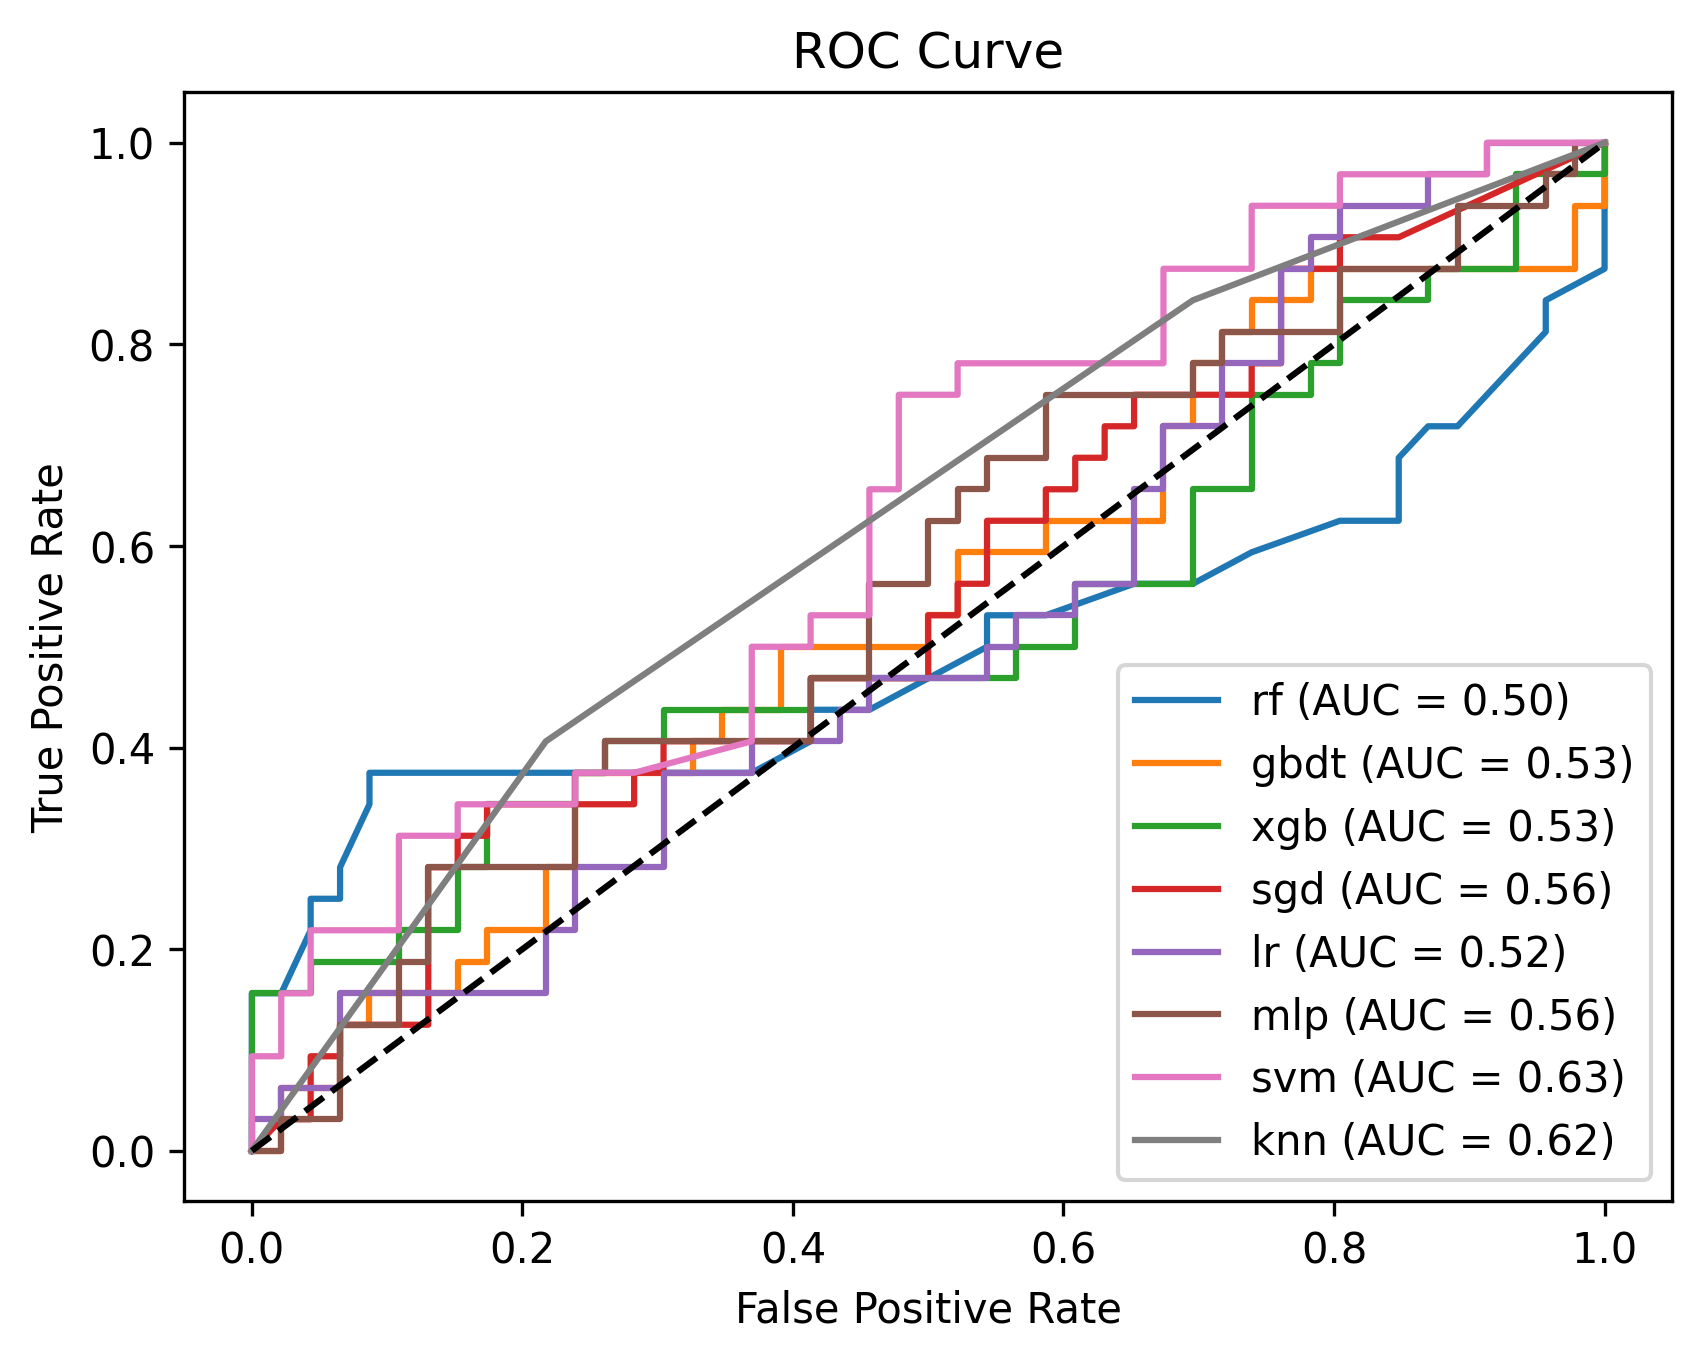 ROC Curve
1.0
0.8
0.6
0.4
0.2
0.0
True Positive Rate
rf (AUC = 0.50)
gbdt (AUC = 0.53)
xgb (AUC = 0.53)
sgd (AUC = 0.56)
lr (AUC = 0.52)
mlp (AUC = 0.56)
svm (AUC = 0.63)
knn (AUC = 0.62)
0.0 0.2 0.4 0.6 0.8 1.0
False Positive Rate